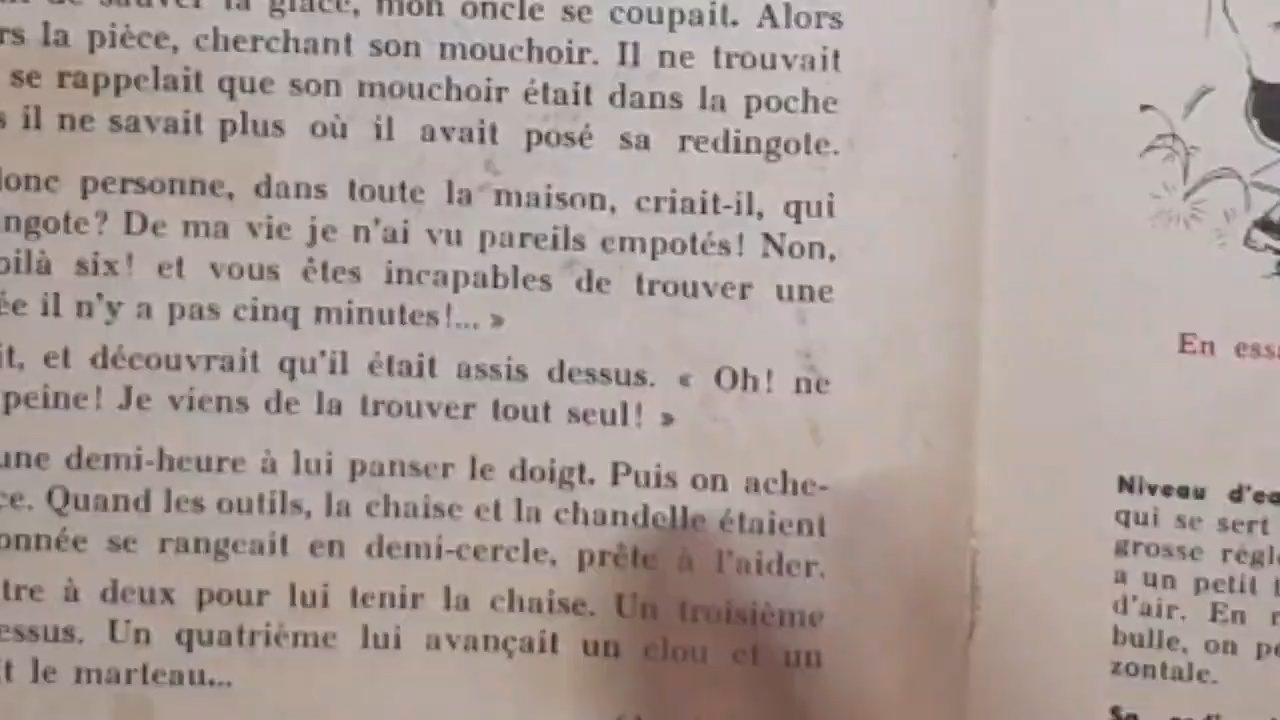 de sauver la glace, mon oncle se coupait. Alors
rs la pièce, cherchant son mouchoir. Il ne trouvait
se rappelait que son mouchoir était dans la poche
s il ne savait plus où il avait posé sa redingote.
donc personne, dans toute la maison, criait-il, qui
ngote? De ma vie je n'ai vu pareils empotés! Non,
oilà six! et vous êtes incapables de trouver une
ée il n'y a pas cinq minutes!... »
it, et découvrait qu'il était assis dessus. « Oh! ne
peine! Je viens de la trouver tout seul! »
une demi-heure à lui panser le doigt. Puis on ache-
ce. Quand les outils, la chaise et la chandelle étaient
onnée se rangeait en demi-cercle, prête à l'aider.
tre à deux pour lui tenir la chaise. Un troisième
essus. Un quatrième lui avançait un clou et un
t le marteau...
En ess
Niveau d'ea
qui se sert
grosse règle
a un petit
d'air. En
bulle, on pe
zontale.